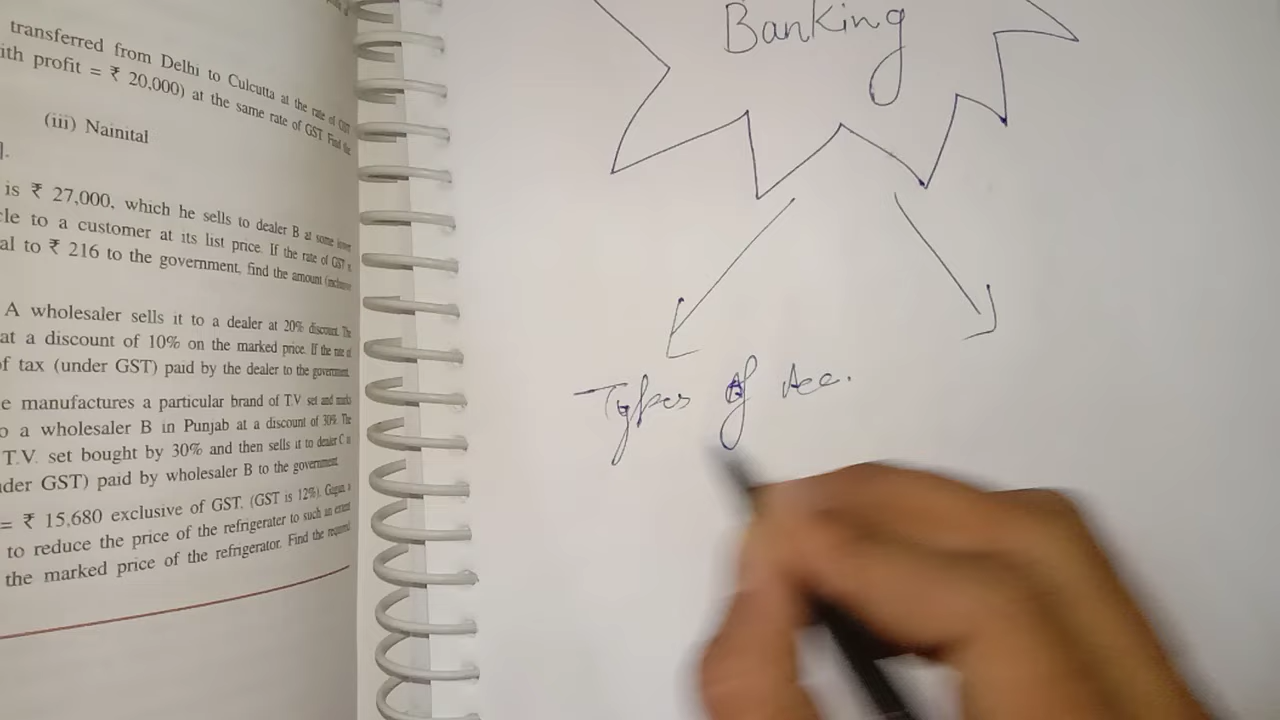 transferred from Delhi to Culcutta at the rate of GST
ith profit = ₹ 20,000) at the same rate of GST Find the
(iii) Nainital
].
is ₹ 27,000, which he sells to dealer B at some
cle to a customer at its list price. If the rate of GST
al to ₹ 216 to the government, find the amount (inclusive
A wholesaler sells it to a dealer at 20% discount. The
at a discount of 10% on the marked price. If the rate of
of tax (under GST) paid by the dealer to the government.
e manufactures a particular brand of T.V. set and marks
o a wholesaler B in Punjab at a discount of 30%. The
T.V. set bought by 30% and then sells it to dealer C
der GST) paid by wholesaler B to the government.
= ₹ 15,680 exclusive of GST. (GST is 12%).
to reduce the price of the refrigerater to such an extent
the marked price of the refrigerator. Find the required
Banking
Types of Acc.